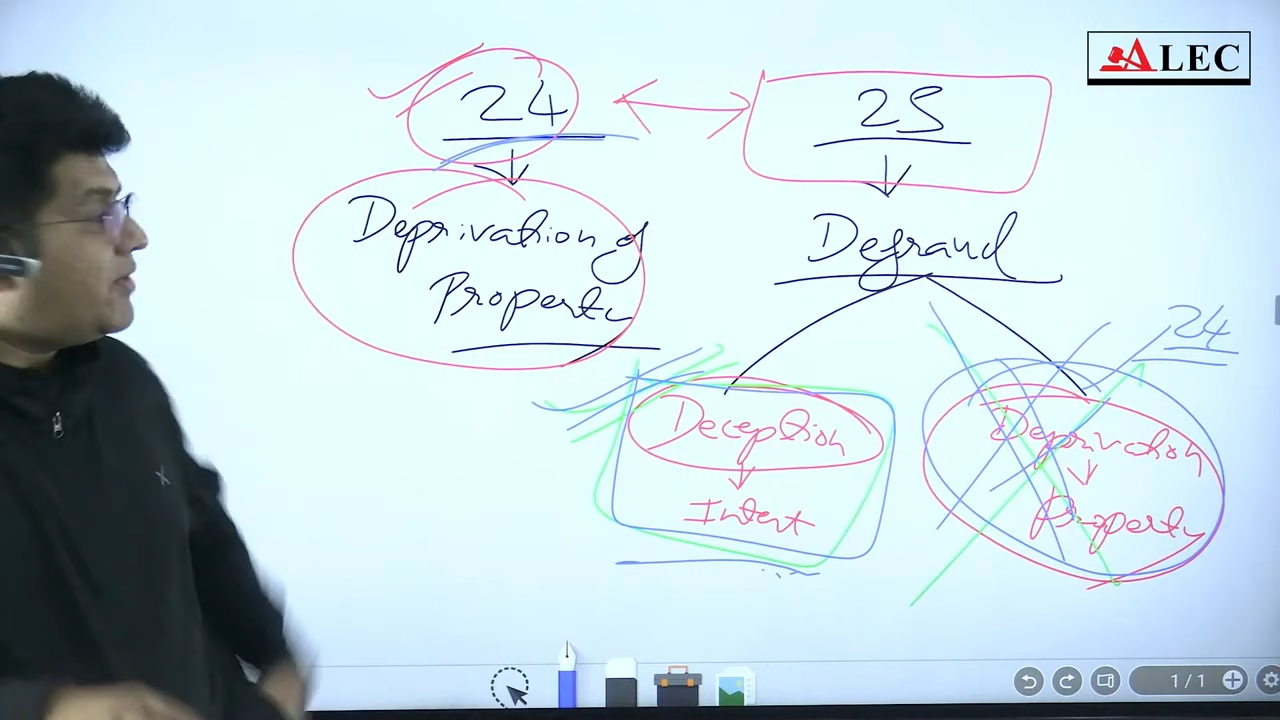 ALEC
24
25
Deprivation of
Property
Defraud
24
Deception
Intent
Deprivation
Property
1/1